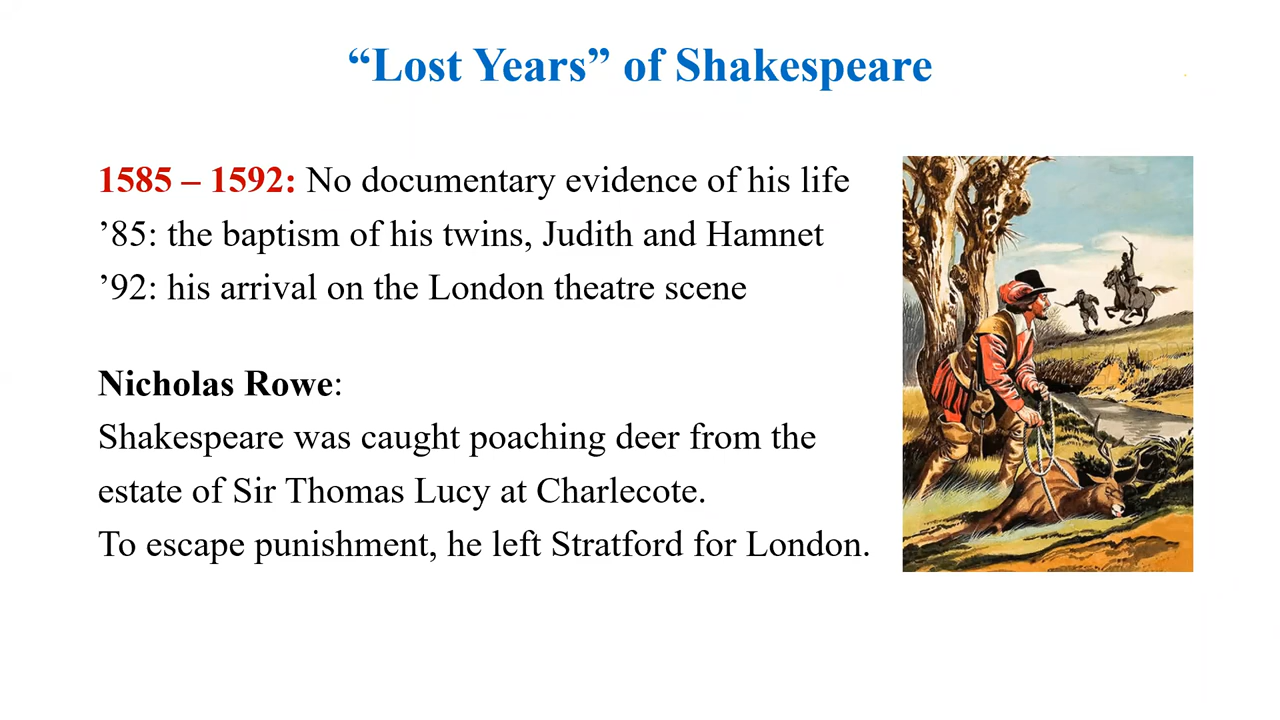 “Lost Years” of Shakespeare
1585 – 1592: No documentary evidence of his life
’85: the baptism of his twins, Judith and Hamnet
’92: his arrival on the London theatre scene
Nicholas Rowe:
Shakespeare was caught poaching deer from the
estate of Sir Thomas Lucy at Charlecote.
To escape punishment, he left Stratford for London.